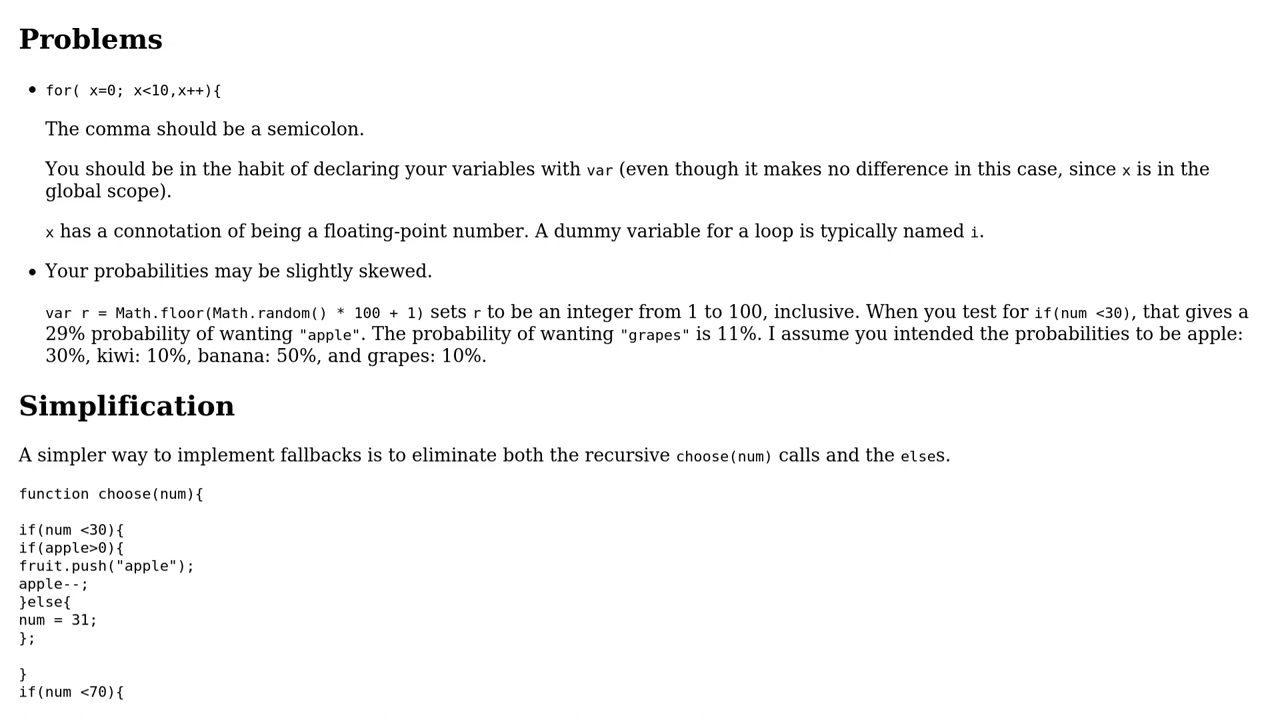 Problems
for( x=0; x<10,x++){
The comma should be a semicolon.
You should be in the habit of declaring your variables with var (even though it makes no difference in this case, since x is in the
global scope).
x has a connotation of being a floating-point number. A dummy variable for a loop is typically named i.
Your probabilities may be slightly skewed.
var r = Math.floor(Math.random() * 100 + 1) sets r to be an integer from 1 to 100, inclusive. When you test for if(num <30), that gives a
29% probability of wanting "apple". The probability of wanting "grapes" is 11%. I assume you intended the probabilities to be apple:
30%, kiwi: 10%, banana: 50%, and grapes: 10%.
Simplification
A simpler way to implement fallbacks is to eliminate both the recursive choose(num) calls and the elses.
function choose(num){
if(num <30){
if(apple>0){
fruit.push("apple");
apple--;
}else{
num = 31;
};
}
if(num <70){